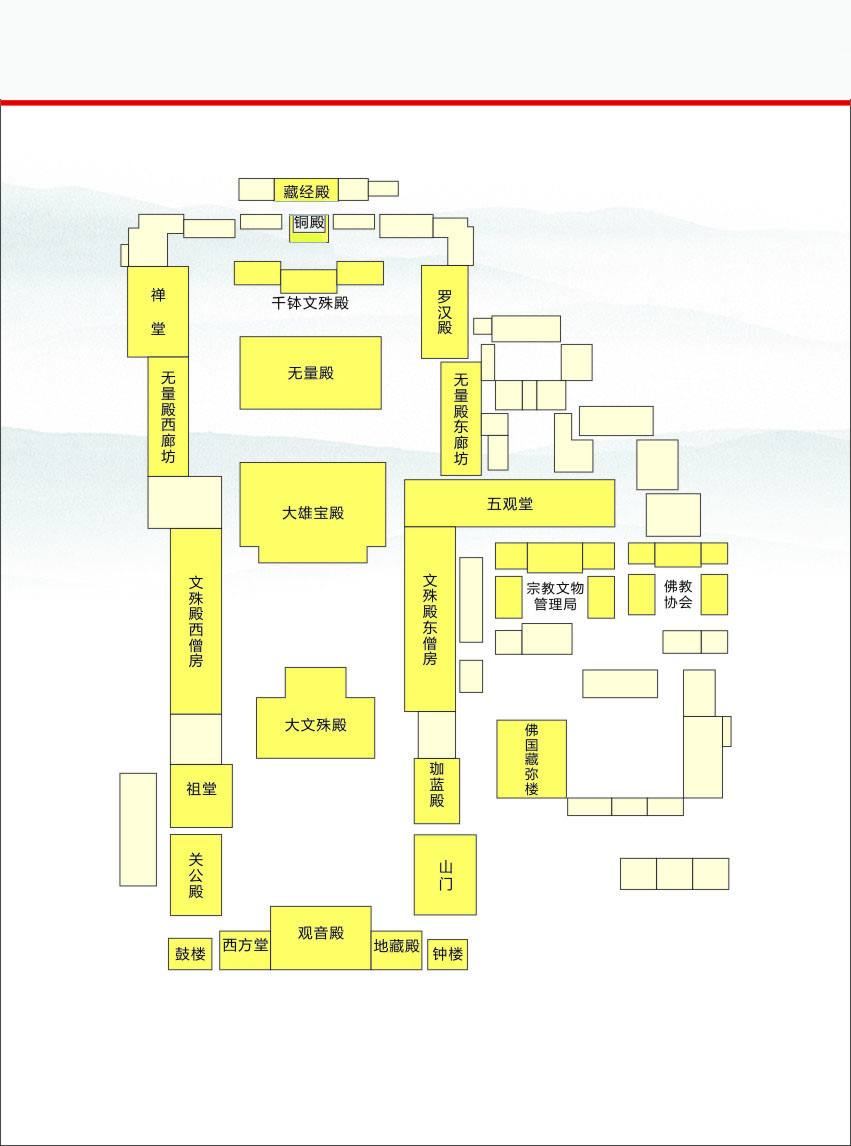 藏经殿
铜殿
千钵文殊殿
禅堂
罗汉殿
无量殿
无量殿西廊坊
无量殿东廊坊
大雄宝殿
五观堂
文殊殿西僧房
文殊殿东僧房
宗教文物
管理局
佛教
协会
大文殊殿
佛国藏弥楼
祖堂
珈蓝殿
关公殿
山门
观音殿
西方堂
地藏殿
鼓楼
钟楼